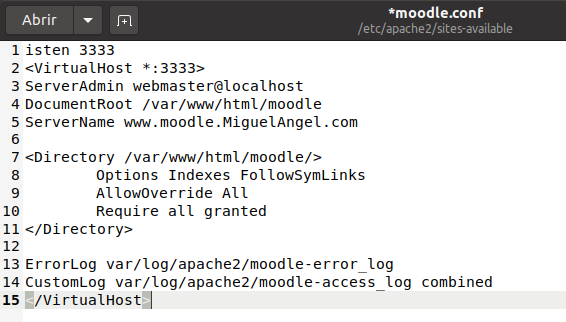 Abrir
*moodle.conf
/etc/apache2/sites-available
1 isten 3333
2 <VirtualHost *:3333>
3 ServerAdmin webmaster@localhost
4 DocumentRoot /var/www/html/moodle
5 ServerName www.moodle.MiguelAngel.com
6
7 <Directory /var/www/html/moodle/>
8         Options Indexes FollowSymLinks
9         AllowOverride All
10         Require all granted
11 </Directory>
12
13 ErrorLog var/log/apache2/moodle-error_log
14 CustomLog var/log/apache2/moodle-access_log combined
15 </VirtualHost>